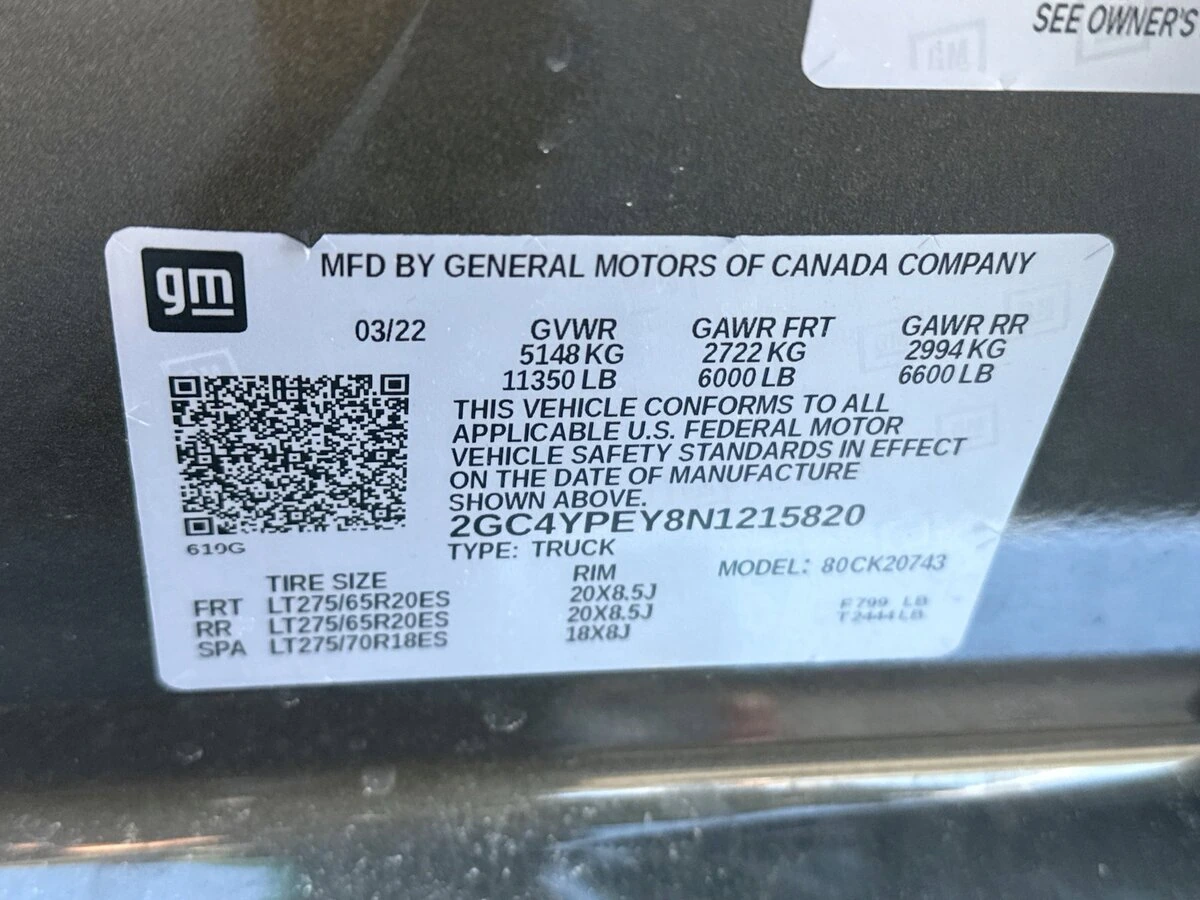 SEE OWNER'S
gm
MFD BY GENERAL MOTORS OF CANADA COMPANY
03/22 GVWR GAWR FRT GAWR RR
5148 KG 2722 KG 2994 KG
11350 LB 6000 LB 6600 LB
THIS VEHICLE CONFORMS TO ALL
APPLICABLE U.S. FEDERAL MOTOR
VEHICLE SAFETY STANDARDS IN EFFECT
ON THE DATE OF MANUFACTURE
SHOWN ABOVE.
2GC4YPEY8N1215820
619G
TYPE: TRUCK MODEL: 80CK20743
TIRE SIZE RIM
FRT LT275/65R20ES 20X8.5J
RR LT275/65R20ES 20X8.5J
SPA LT275/70R18ES 18X8J
F799 LB
T2444LB